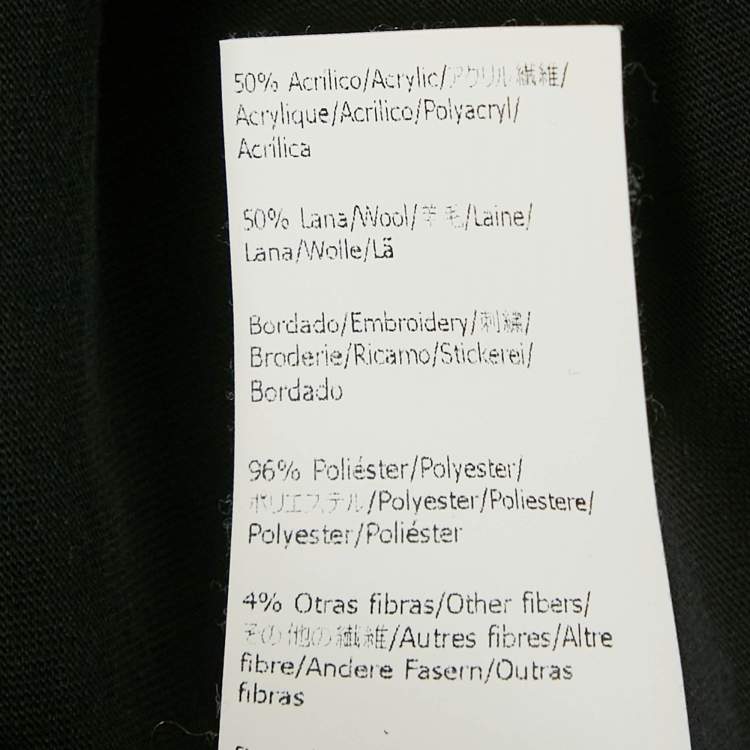 50% Acrílico/Acrylic/アクリル繊維/
Acrylique/Acrilico/Polyacryl/
Acrílica
50% Lana/Wool/羊毛/Laine/
Lana/Wolle/Lã
Bordado/Embroidery/刺繍/
Broderie/Ricamo/Stickerei/
Bordado
96% Poliéster/Polyester/
ポリエステル/Polyester/Poliestere/
Polyester/Poliéster
4% Otras fibras/Other fibers/
その他の繊維/Autres fibres/Altre
fibre/Andere Fasern/Outras
fibras